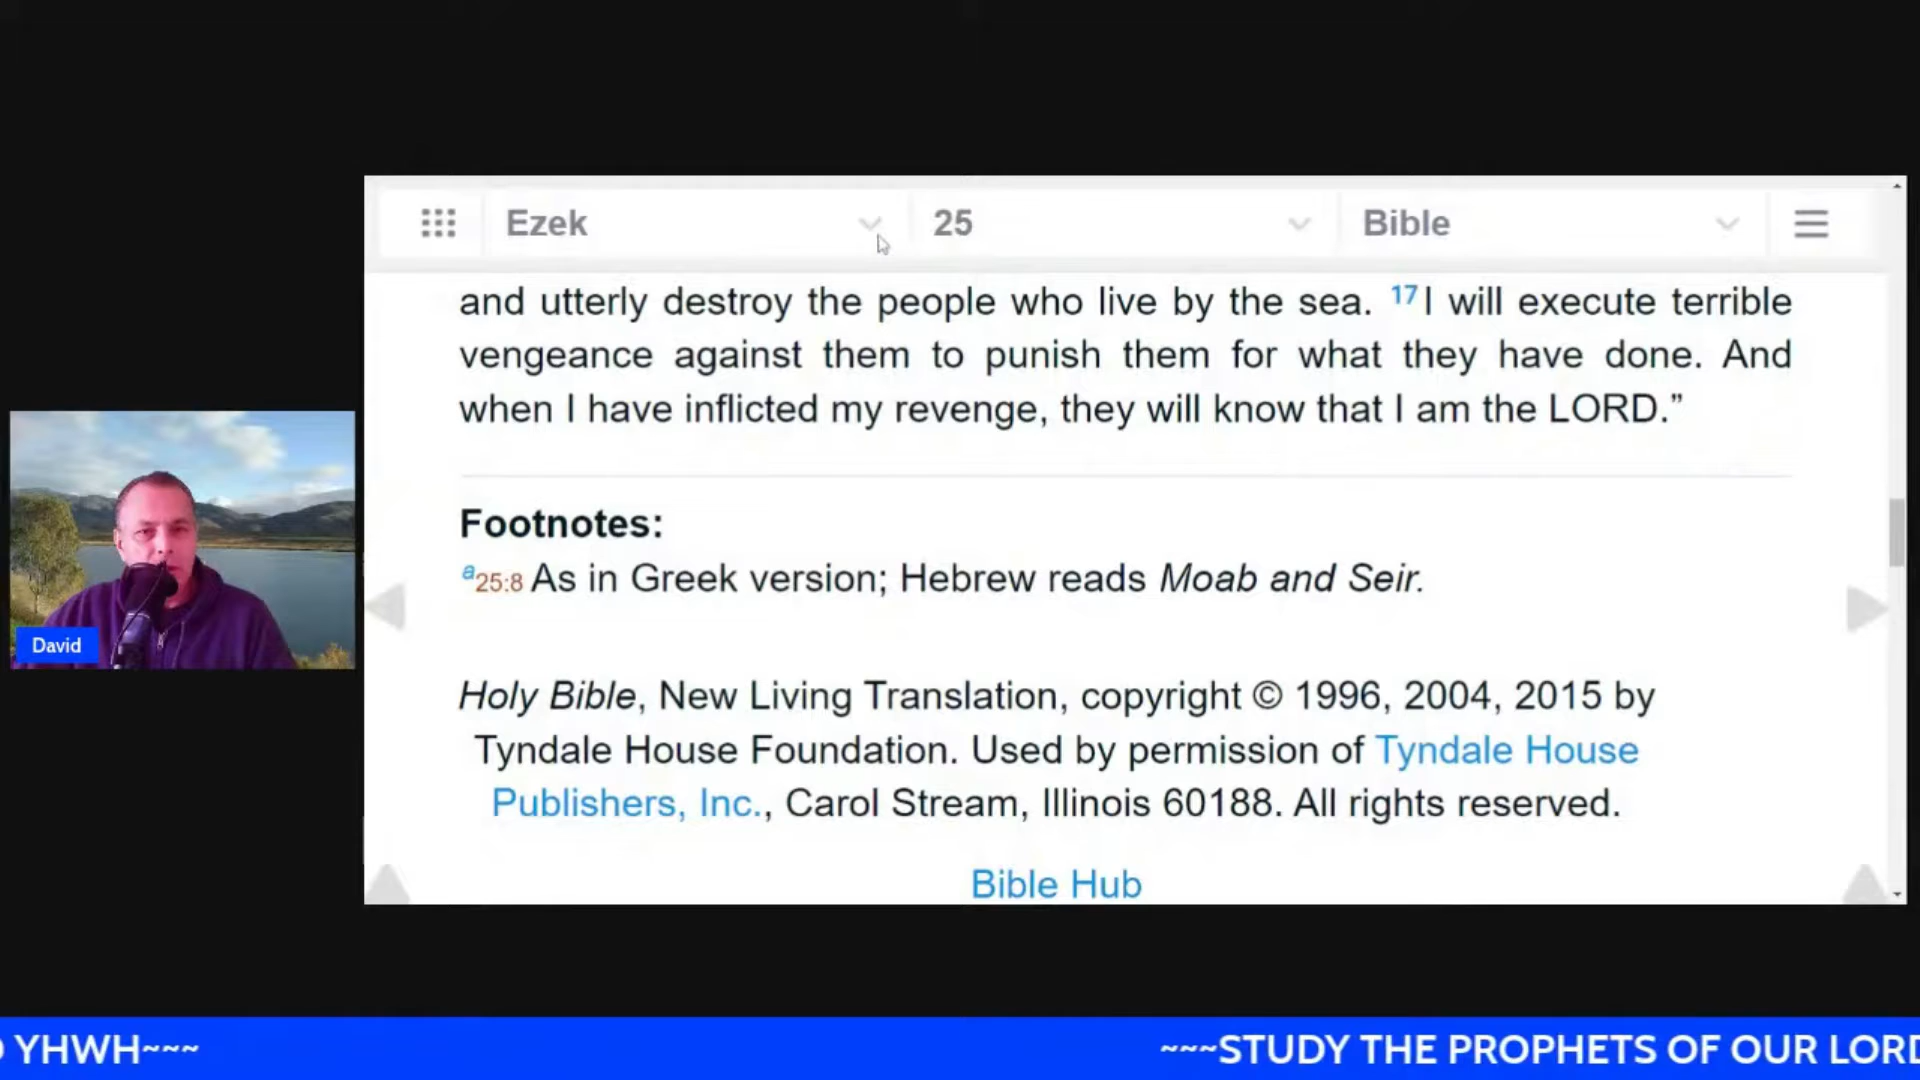 Ezek
25
Bible
and utterly destroy the people who live by the sea. 17 I will execute terrible
vengeance against them to punish them for what they have done. And
when I have inflicted my revenge, they will know that I am the LORD.”
Footnotes:
a 25:8 As in Greek version; Hebrew reads Moab and Seir.
Holy Bible, New Living Translation, copyright © 1996, 2004, 2015 by
Tyndale House Foundation. Used by permission of Tyndale House
Publishers, Inc., Carol Stream, Illinois 60188. All rights reserved.
Bible Hub
David
YHWH~~~
~~~STUDY THE PROPHETS OF OUR LORD